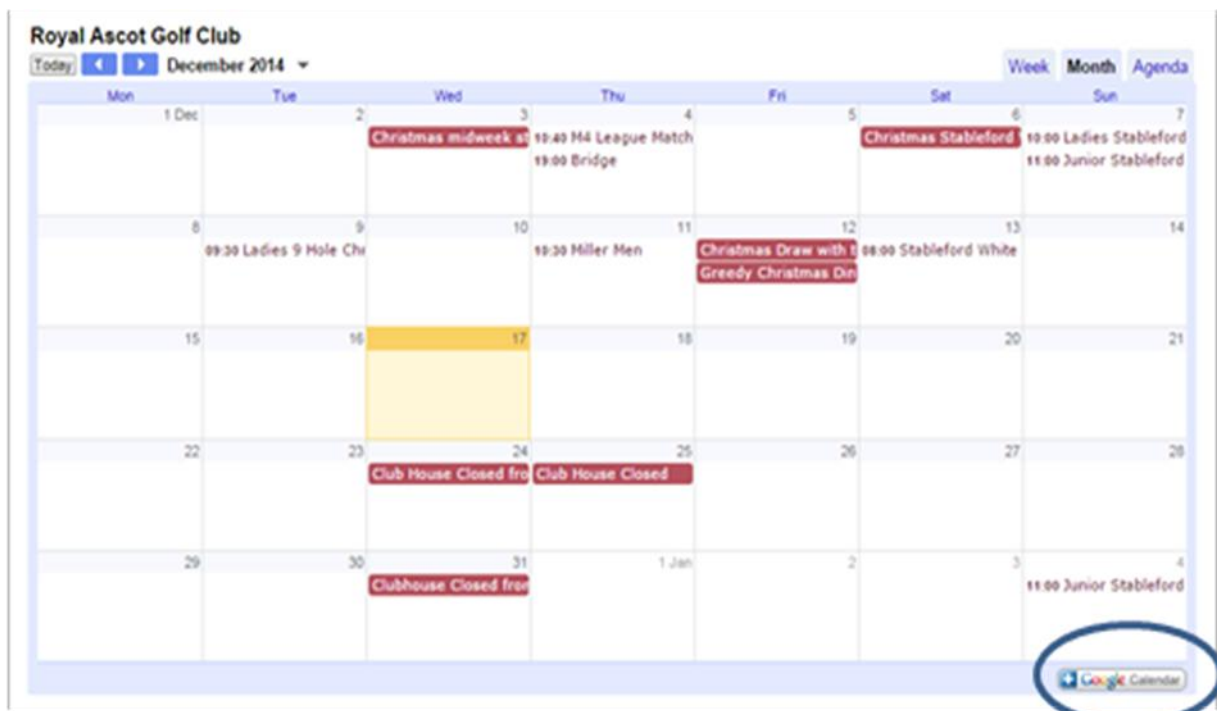 Royal Ascot Golf Club
Today December 2014 Week Month Agenda
Mon Tue Wed Thu Fri Sat Sun
1 Dec 2 3 4 5 6 7
Christmas midweek st 10:40 M4 League Match Christmas Stableford 10:00 Ladies Stableford
19:00 Bridge 11:00 Junior Stableford
8 9 10 11 12 13 14
09:30 Ladies 9 Hole Chr 10:30 Miller Men Christmas Draw with t 08:00 Stableford White
Greedy Christmas Din
15 16 17 18 19 20 21
22 23 24 25 26 27 28
Club House Closed fro Club House Closed
29 30 31 1 Jan 2 3 4
Clubhouse Closed fron 11:00 Junior Stableford
Google Calendar